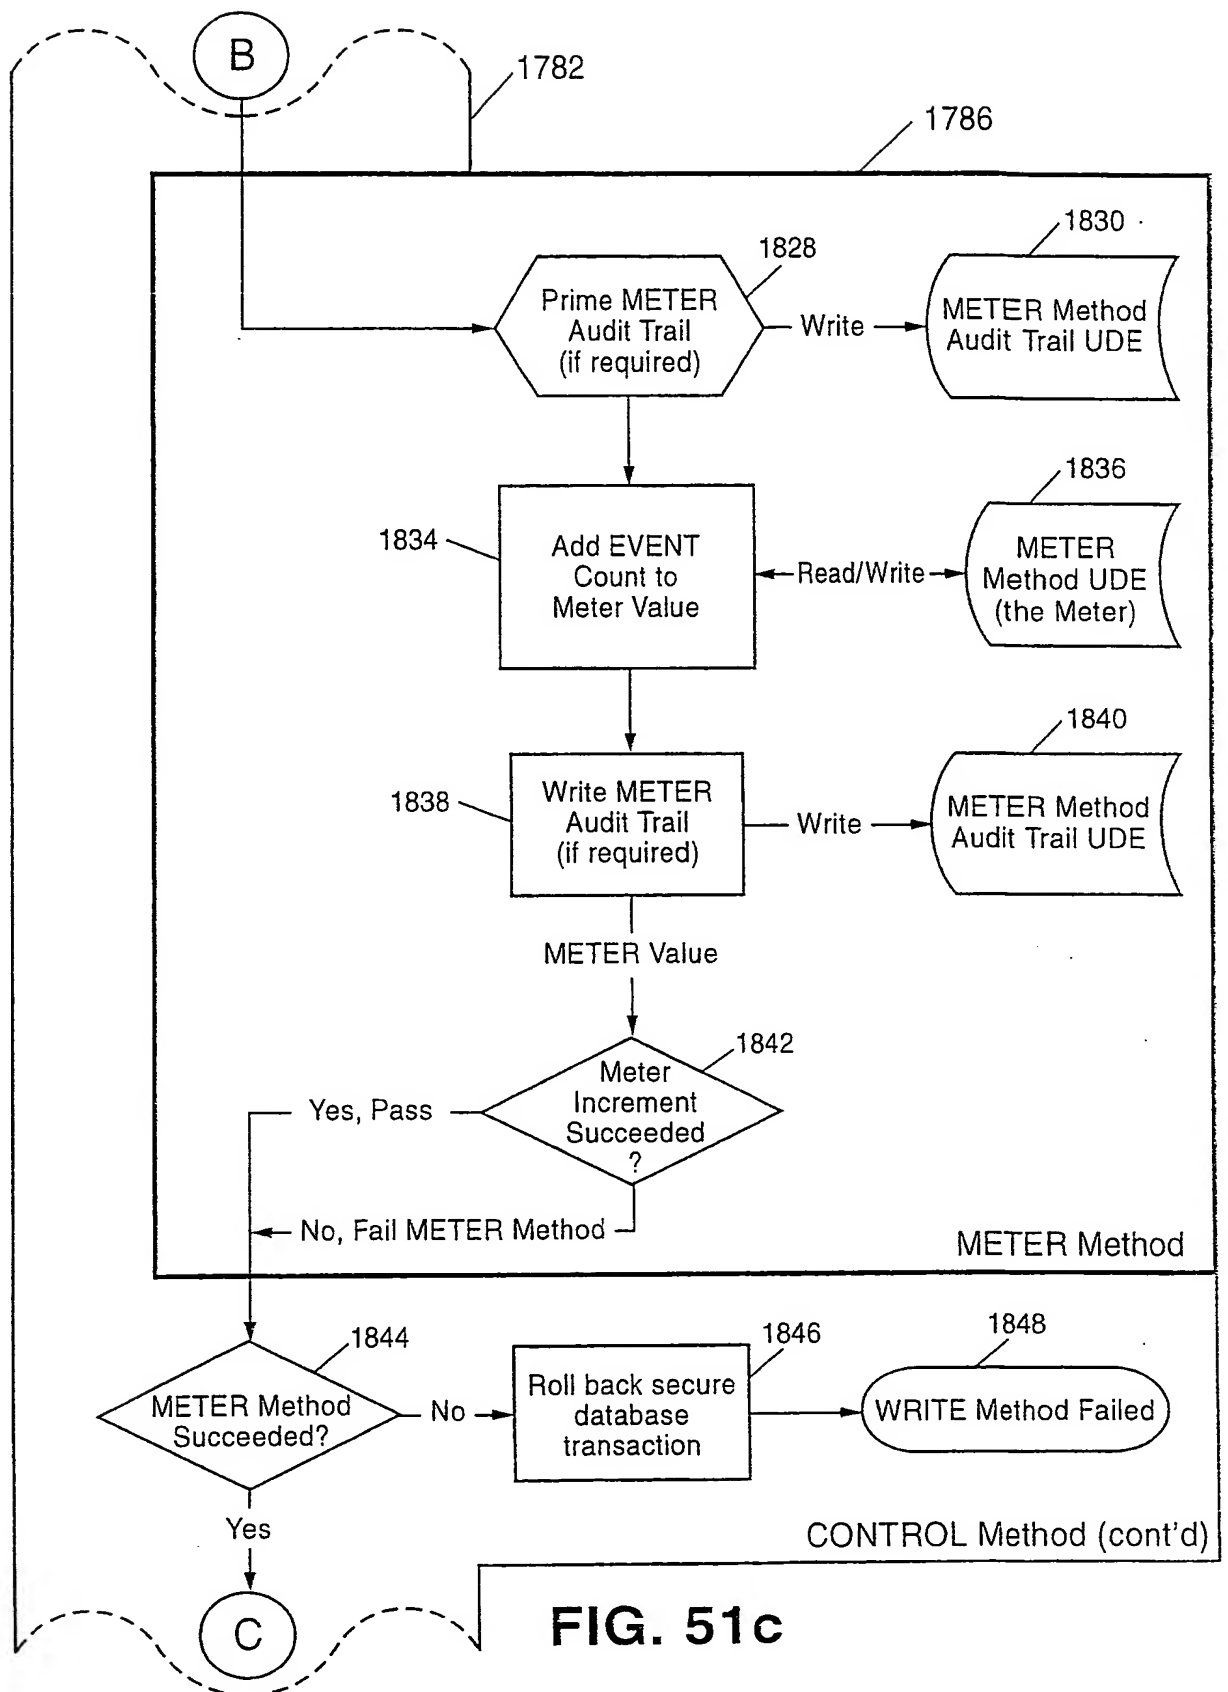 B
1782
1786
1830
1828
Prime METER
Audit Trail
(if required)
Write
METER Method
Audit Trail UDE
1836
1834
Add EVENT
Count to
Meter Value
Read/Write
METER
Method UDE
(the Meter)
1840
1838
Write METER
Audit Trail
(if required)
Write
METER Method
Audit Trail UDE
METER Value
1842
Meter
Increment
Succeeded
?
Yes, Pass
No, Fail METER Method
METER Method
1844
METER Method
Succeeded?
No
1846
Roll back secure
database
transaction
1848
WRITE Method Failed
Yes
CONTROL Method (cont'd)
C
FIG. 51c